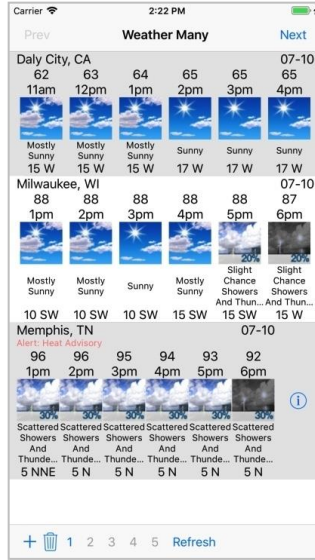 Carrier 2:22 PM
Prev Weather Many Next
Daly City, CA 07-10
62 63 64 65 65 65
11am 12pm 1pm 2pm 3pm 4pm
Mostly Mostly Mostly Sunny Sunny Sunny
Sunny Sunny Sunny
15 W 15 W 15 W 17 W 17 W 17 W
Milwaukee, WI 07-10
88 88 88 88 88 87
1pm 2pm 3pm 4pm 5pm 6pm
20% 20%
Mostly Mostly Sunny Mostly Slight Slight
Sunny Sunny Sunny Chance Chance
Showers Showers
And Thun... And Thun...
10 SW 10 SW 10 SW 15 SW 15 SW 15 W
Memphis, TN 07-10
Alert: Heat Advisory
96 96 95 94 93 92
1pm 2pm 3pm 4pm 5pm 6pm
30% 30% 30% 30% 30% 30%
Scattered Scattered Scattered Scattered Scattered Scattered
Showers Showers Showers Showers Showers Showers
And And And And And And
Thunde... Thunde... Thunde... Thunde... Thunde... Thunde...
5 NNE 5 N 5 N 5 N 5 N 5 N
1 2 3 4 5 Refresh